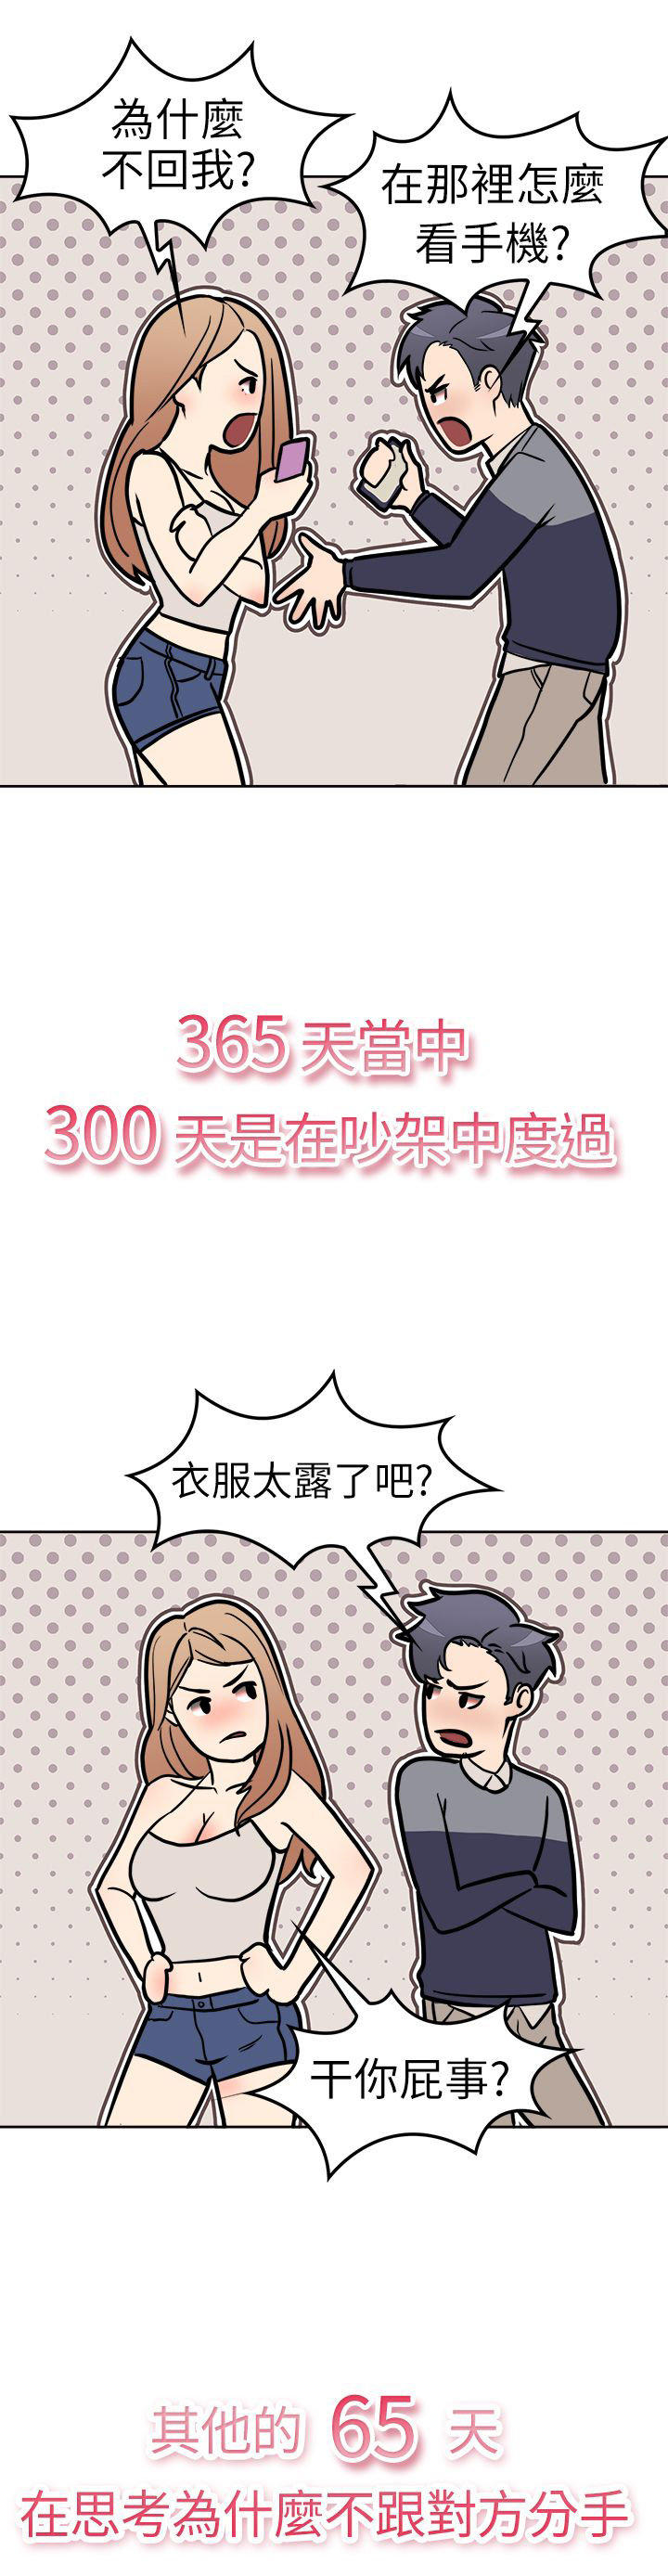 為什麼
不回我?
在那裡怎麼
看手機?
365 天當中
300 天是在吵架中度過
衣服太露了吧?
干你屁事?
其他的 65 天
在思考為什麼不跟對方分手